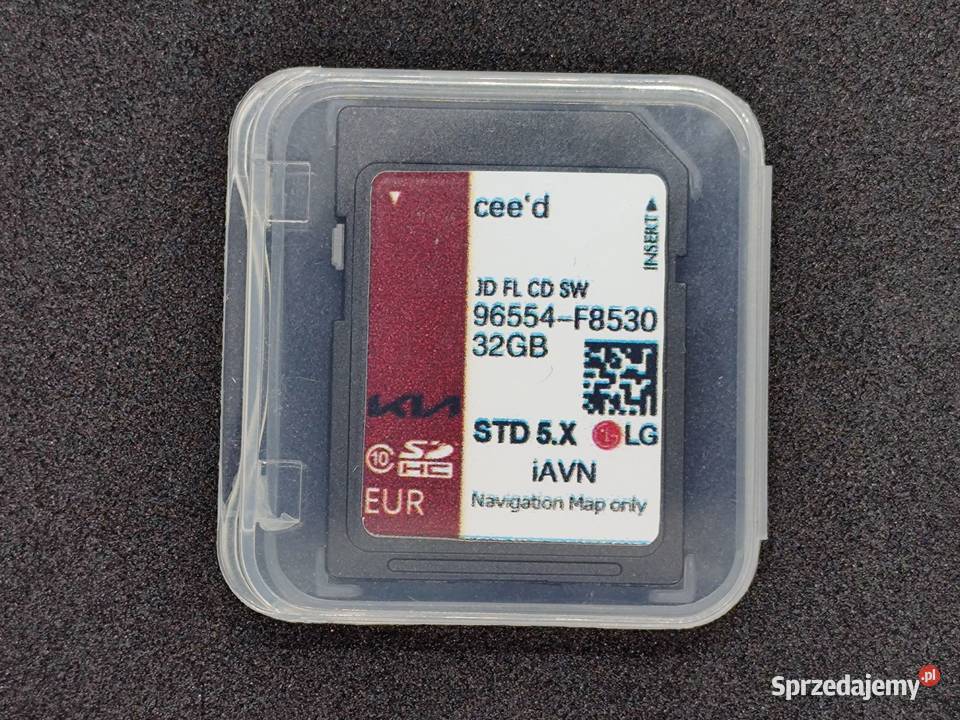 cee'd
INSERT
JD FL CD SW
96554-F8530
32GB
KIA
STD 5.X LG
iAVN
10 SD HC
EUR
Navigation Map only
Sprzedajemy.pl